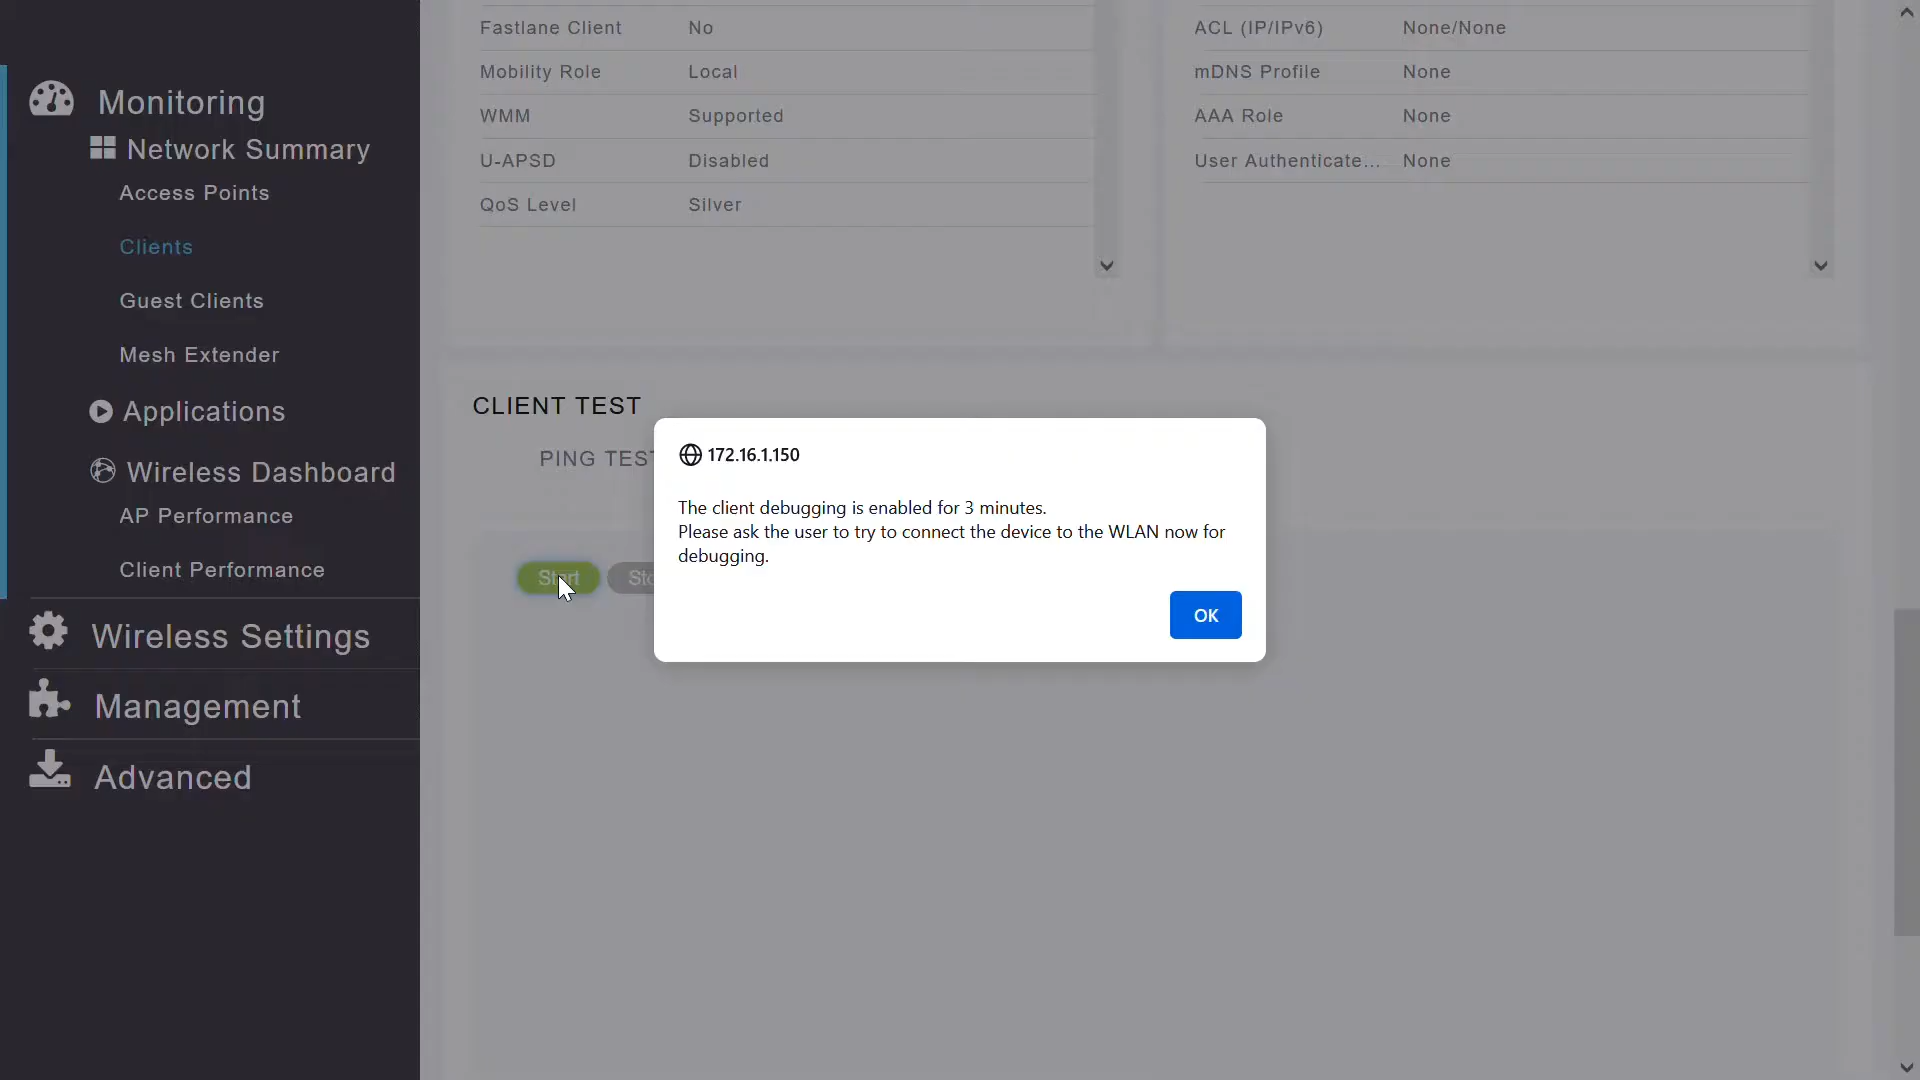 Monitoring
Network Summary
Access Points
Clients
Guest Clients
Mesh Extender
Applications
Wireless Dashboard
AP Performance
Client Performance
Wireless Settings
Management
Advanced
Fastlane Client No
Mobility Role Local
WMM Supported
U-APSD Disabled
QoS Level Silver
ACL (IP/IPv6) None/None
mDNS Profile None
AAA Role None
User Authenticate... None
CLIENT TEST
PING TEST
Start Sto
172.16.1.150
The client debugging is enabled for 3 minutes.
Please ask the user to try to connect the device to the WLAN now for
debugging.
OK